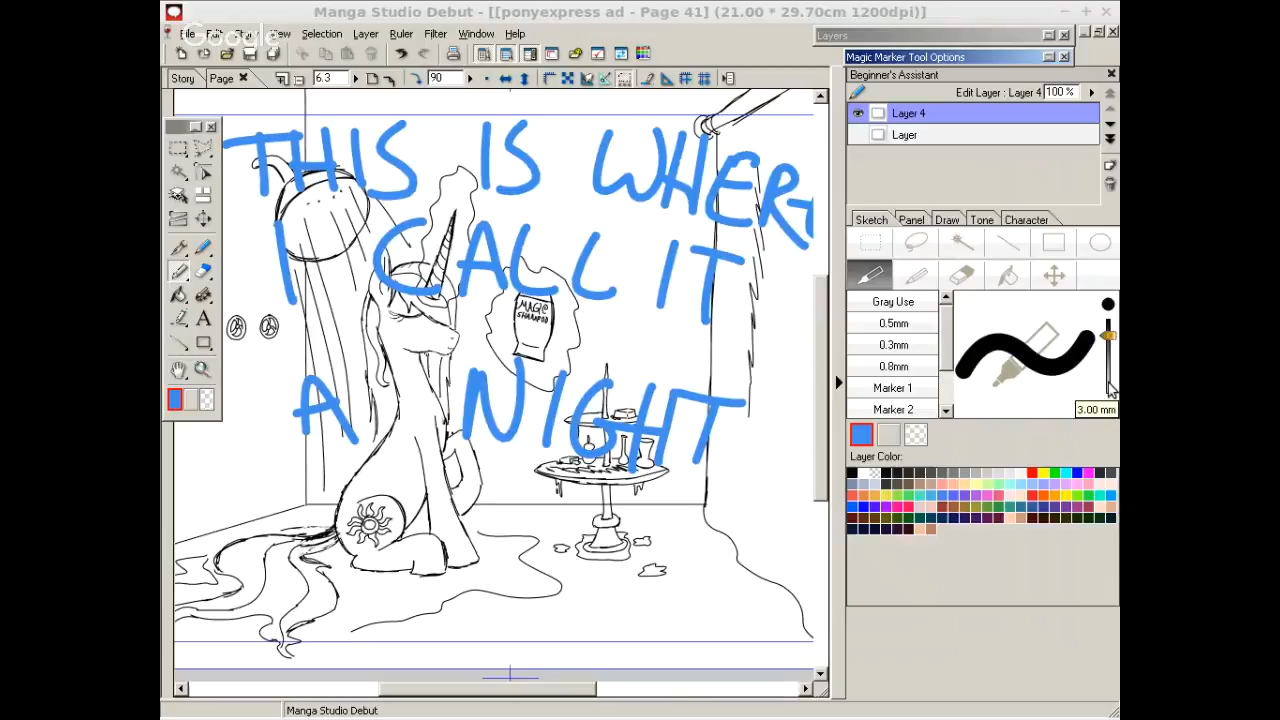 Manga Studio Debut - [[ponyexpress ad - Page 41] (21.00 * 29.70cm 1200dpi)]
Google
Selection Layer Ruler Filter Window Help
Layers
Magic Marker Tool Options
Beginner's Assistant
Story Page 6.3 90
Edit Layer : Layer 4 100 %
Layer 4
Layer
Sketch Panel Draw Tone Character
Gray Use
0.5mm
0.3mm
0.8mm
Marker 1
Marker 2
3.00 mm
Layer Color:
THIS IS WHER
I CALL IT
A NIGHT
MAGIC
SHAMPOO
Manga Studio Debut